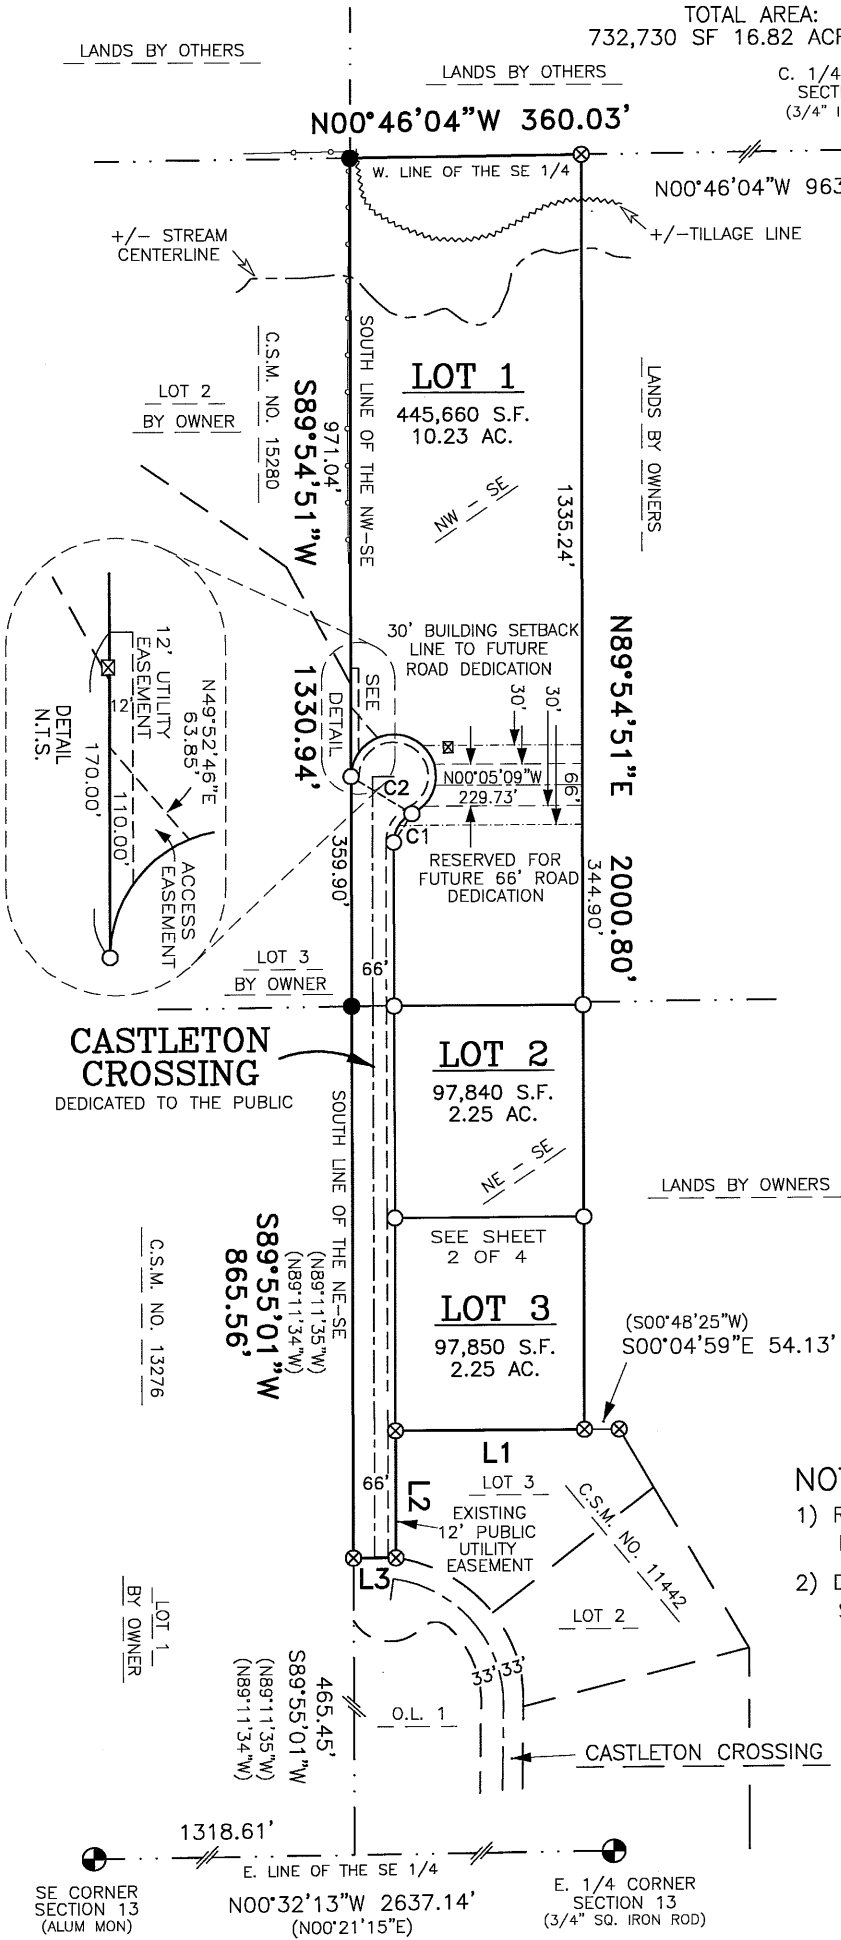 TOTAL AREA:
732,730 SF 16.82 ACR
LANDS BY OTHERS
LANDS BY OTHERS
C. 1/4
SECTI
(3/4" I
N00°46'04"W 360.03'
W. LINE OF THE SE 1/4
N00°46'04"W 963
+/- STREAM
CENTERLINE
+/-TILLAGE LINE
SOUTH LINE OF THE NW-SE
C.S.M. NO. 15280
LOT 2
BY OWNER
971.04'
S89°54'51"W
1330.94'
LOT 1
445,660 S.F.
10.23 AC.
NW - SE
LANDS BY OWNERS
1335.24'
N89°54'51"E 2000.80'
30' BUILDING SETBACK
LINE TO FUTURE
ROAD DEDICATION
30'
30'
66'
N00°05'09"W
229.73'
SEE
DETAIL
C2
C1
RESERVED FOR
FUTURE 66' ROAD
DEDICATION
344.90'
359.90'
12' UTILITY
EASEMENT
N49°52'46"E
63.85'
12'
DETAIL
N.T.S.
170.00'
110.00'
ACCESS
EASEMENT
LOT 3
BY OWNER
66'
CASTLETON
CROSSING
DEDICATED TO THE PUBLIC
LOT 2
97,840 S.F.
2.25 AC.
NE - SE
LANDS BY OWNERS
SOUTH LINE OF THE NE-SE
(N89°11'35"W)
(N89°11'34"W)
S89°55'01"W
865.56'
C.S.M. NO. 13276
SEE SHEET
2 OF 4
LOT 3
97,850 S.F.
2.25 AC.
(S00°48'25"W)
S00°04'59"E 54.13'
L1
66'
L2
LOT 3
EXISTING
12' PUBLIC
UTILITY
EASEMENT
C.S.M. NO. 11442
NOT
1) R
2) D
S
L3
LOT 1
BY OWNER
LOT 2
33' 33'
465.45'
S89°55'01"W
(N89°11'35"W)
(N89°11'34"W)
O.L. 1
CASTLETON CROSSING
1318.61'
E. LINE OF THE SE 1/4
SE CORNER
SECTION 13
(ALUM MON)
N00°32'13"W 2637.14'
(N00°21'15"E)
E. 1/4 CORNER
SECTION 13
(3/4" SQ. IRON ROD)